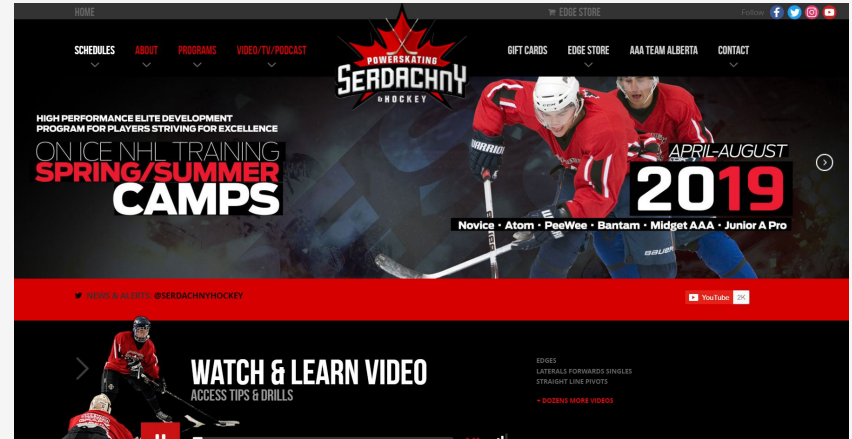 HOME
EDGE STORE
Follow
SCHEDULES
ABOUT
PROGRAMS
VIDEO/TV/PODCAST
POWERSKATING
SERDACHNY
& HOCKEY
GIFT CARDS
EDGE STORE
AAA TEAM ALBERTA
CONTACT
HIGH PERFORMANCE ELITE DEVELOPMENT
PROGRAM FOR PLAYERS STRIVING FOR EXCELLENCE
ON ICE NHL TRAINING
SPRING/SUMMER
CAMPS
WARRIOR
APRIL-AUGUST
2019
Novice • Atom • PeeWee • Bantam • Midget AAA • Junior A Pro
BAUER
NEWS & ALERTS: @SERDACHNYHOCKEY
YouTube 2K
WATCH & LEARN VIDEO
ACCESS TIPS & DRILLS
EDGES
LATERALS FORWARDS SINGLES
STRAIGHT LINE PIVOTS
+ DOZENS MORE VIDEOS